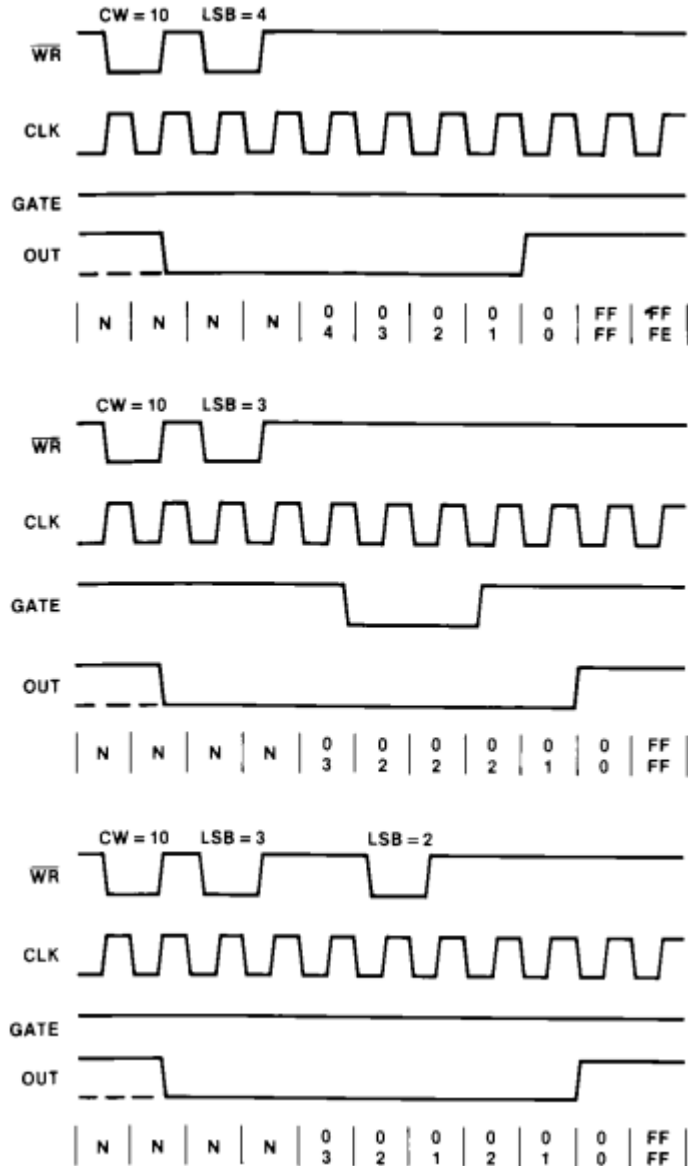 CW = 10 LSB = 4
WR
CLK
GATE
OUT
N N N N 0 0 0 0 0 FF FF
4 3 2 1 0 FF FE
CW = 10 LSB = 3
WR
CLK
GATE
OUT
N N N N 0 0 0 0 0 0 FF
3 2 2 2 1 0 FF
CW = 10 LSB = 3 LSB = 2
WR
CLK
GATE
OUT
N N N N 0 0 0 0 0 0 FF
3 2 1 2 1 0 FF